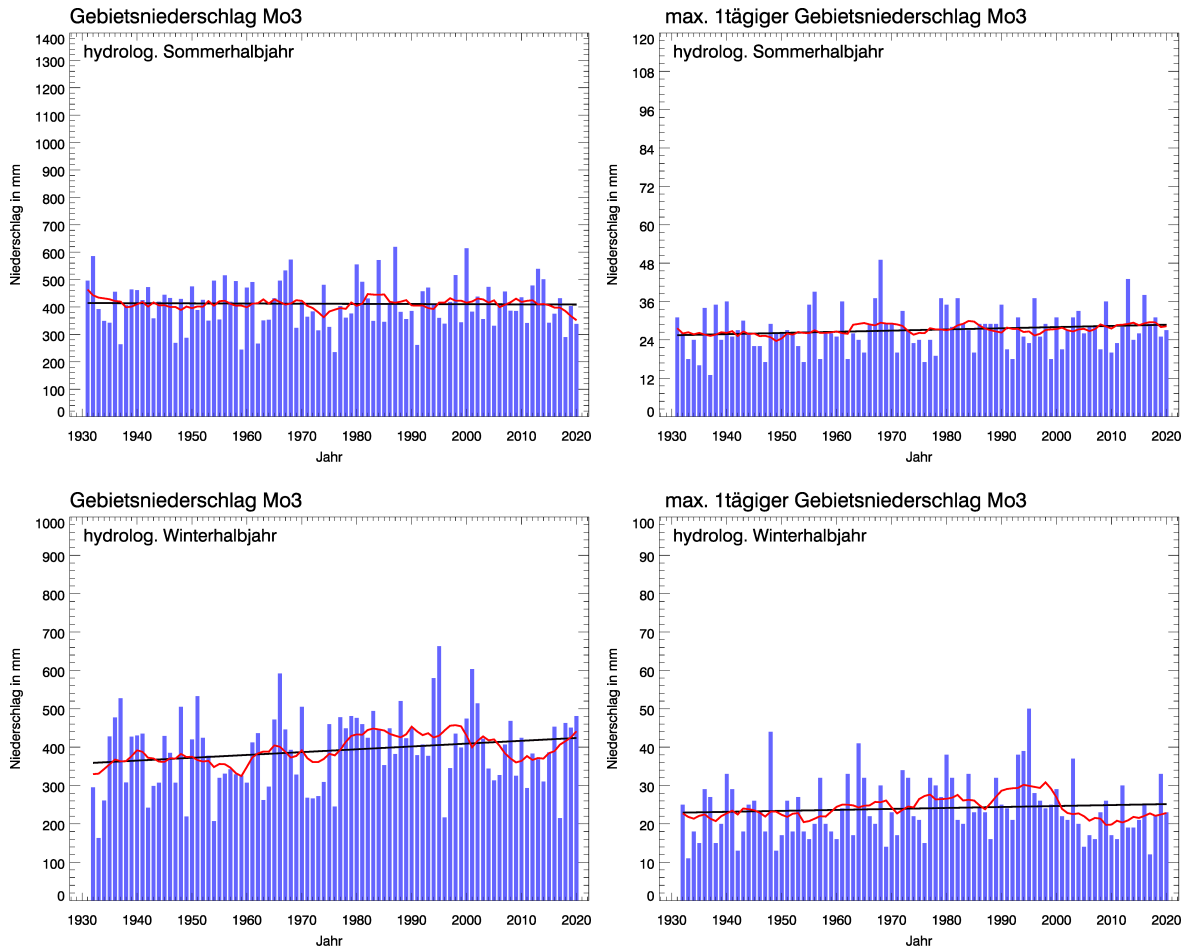 Gebietsniederschlag Mo3
hydrolog. Sommerhalbjahr
Niederschlag in mm
1400
1300
1200
1100
1000
900
800
700
600
500
400
300
200
100
0
1930 1940 1950 1960 1970 1980 1990 2000 2010 2020
Jahr
max. 1tägiger Gebietsniederschlag Mo3
hydrolog. Sommerhalbjahr
Niederschlag in mm
120
108
96
84
72
60
48
36
24
12
0
1930 1940 1950 1960 1970 1980 1990 2000 2010 2020
Jahr
Gebietsniederschlag Mo3
hydrolog. Winterhalbjahr
Niederschlag in mm
1000
900
800
700
600
500
400
300
200
100
0
1930 1940 1950 1960 1970 1980 1990 2000 2010 2020
Jahr
max. 1tägiger Gebietsniederschlag Mo3
hydrolog. Winterhalbjahr
Niederschlag in mm
100
90
80
70
60
50
40
30
20
10
0
1930 1940 1950 1960 1970 1980 1990 2000 2010 2020
Jahr